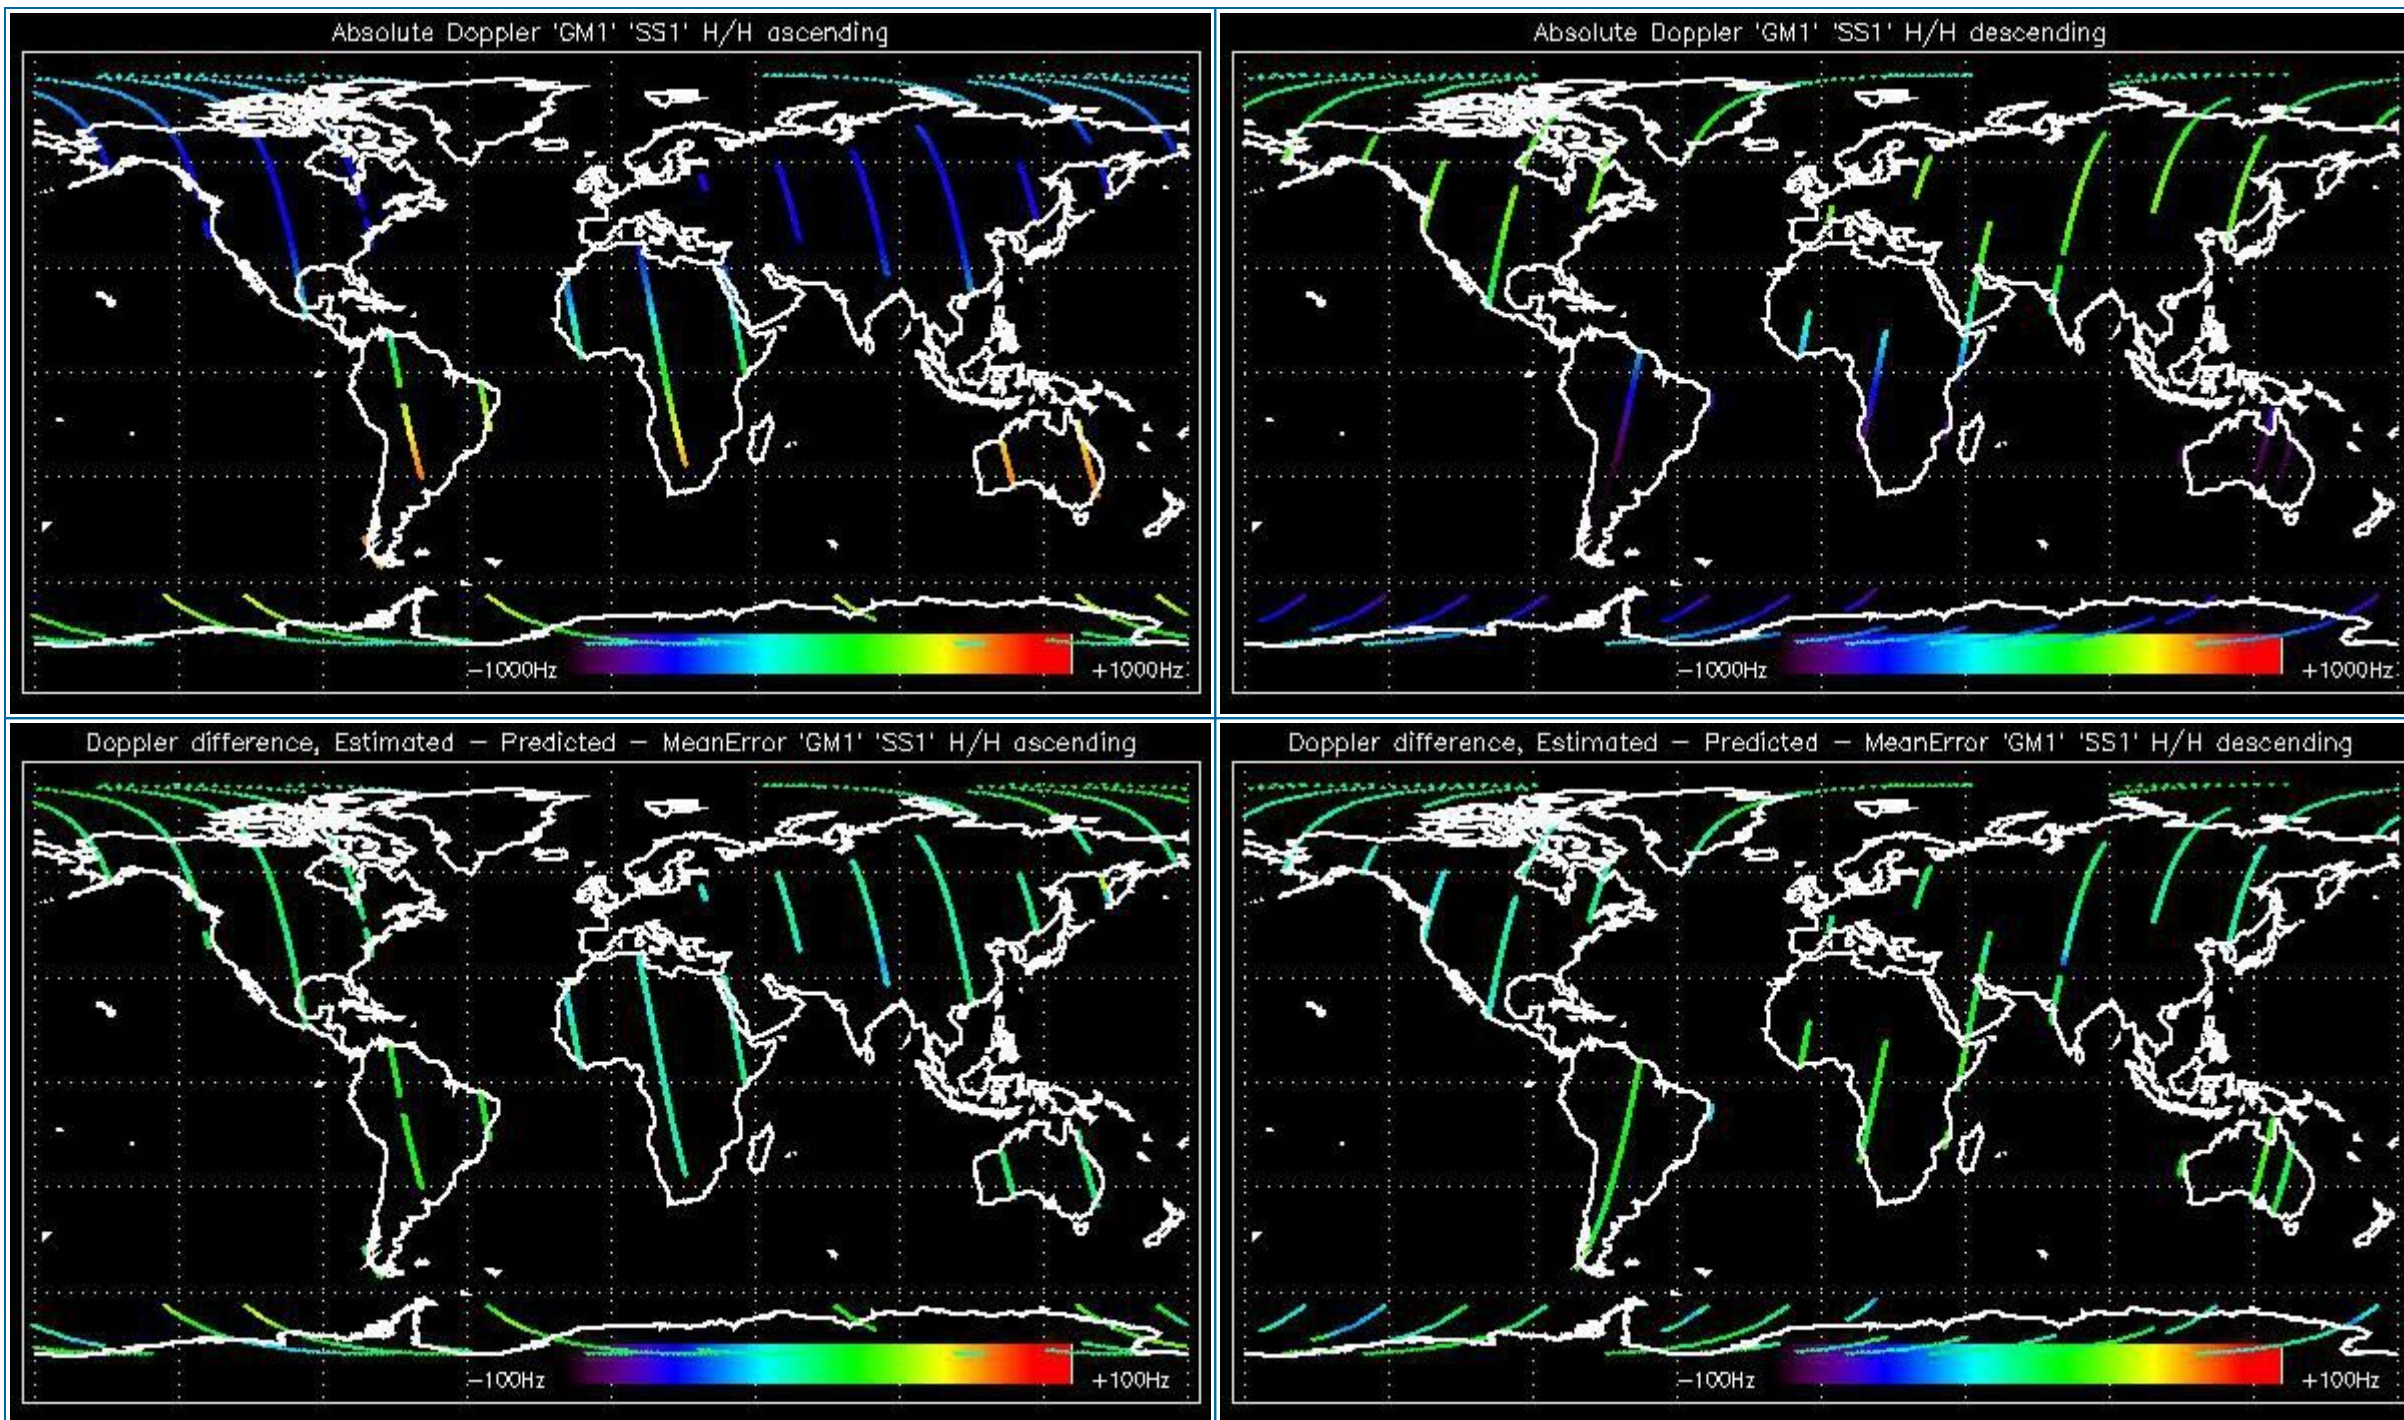 Absolute Doppler 'GM1' 'SS1' H/H ascending
-1000Hz
+1000Hz
Absolute Doppler 'GM1' 'SS1' H/H descending
-1000Hz
+1000Hz
Doppler difference, Estimated - Predicted - MeanError 'GM1' 'SS1' H/H ascending
-100Hz
+100Hz
Doppler difference, Estimated - Predicted - MeanError 'GM1' 'SS1' H/H descending
-100Hz
+100Hz